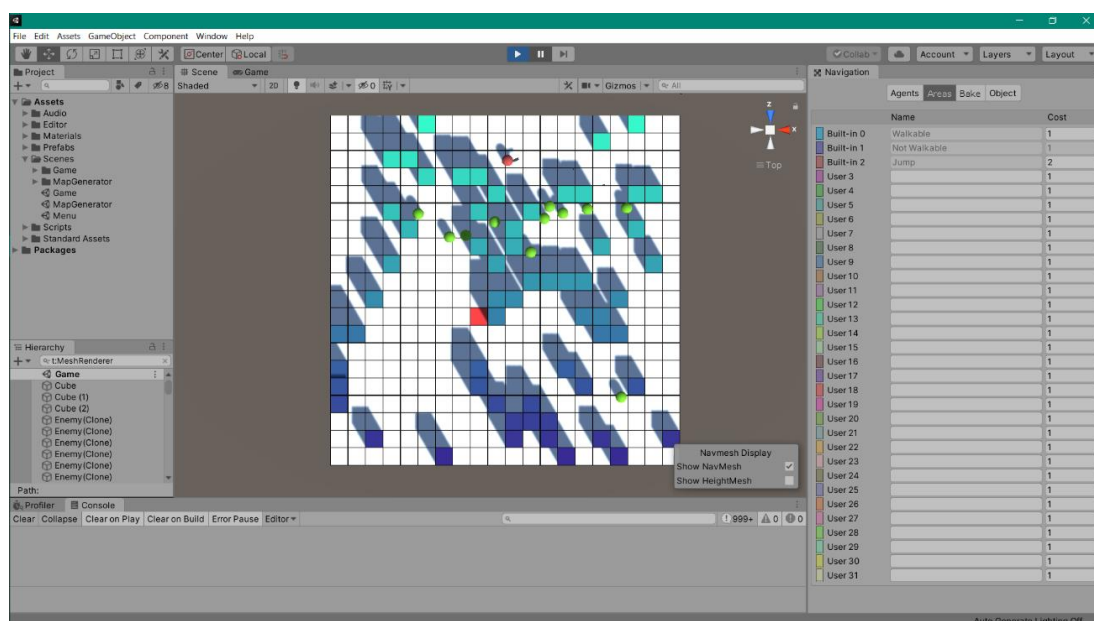 File Edit Assets GameObject Component Window Help
Center Local
Collab Account Layers Layout
Project
8
Assets
Audio
Editor
Materials
Prefabs
Scenes
Game
MapGenerator
Game
MapGenerator
Menu
Scripts
Standard Assets
Packages
Hierarchy
t:MeshRenderer
Game
Cube
Cube (1)
Cube (2)
Enemy(Clone)
Enemy(Clone)
Enemy(Clone)
Enemy(Clone)
Enemy(Clone)
Path:
Scene Game
Shaded 20 0 Gizmos All
z
x
Top
Navmesh Display
Show NavMesh
Show HeightMesh
Profiler Console
Clear Collapse Clear on Play Clear on Build Error Pause Editor 999+ 0 0
Navigation
Agents Areas Bake Object
Name Cost
Built-in 0 Walkable 1
Built-in 1 Not Walkable 1
Built-in 2 Jump 2
User 3 1
User 4 1
User 5 1
User 6 1
User 7 1
User 8 1
User 9 1
User 10 1
User 11 1
User 12 1
User 13 1
User 14 1
User 15 1
User 16 1
User 17 1
User 18 1
User 19 1
User 20 1
User 21 1
User 22 1
User 23 1
User 24 1
User 25 1
User 26 1
User 27 1
User 28 1
User 29 1
User 30 1
User 31 1
Auto Generate Lighting Off